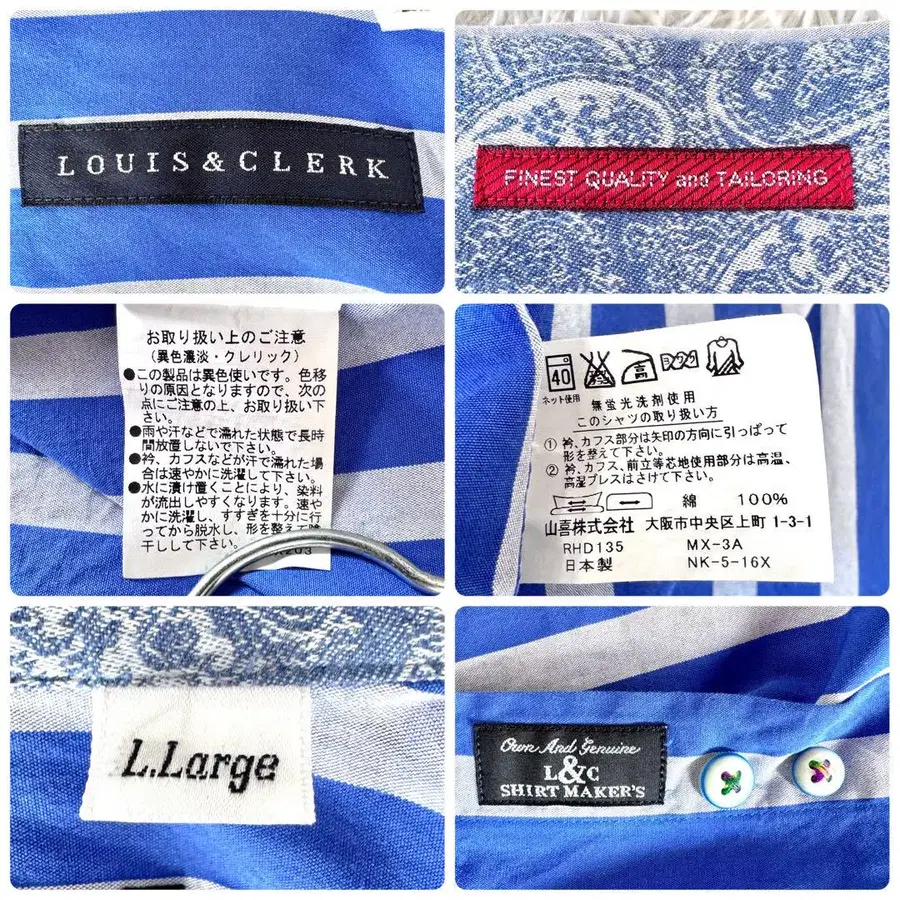 LOUIS & CLERK
FINEST QUALITY and TAILORING
お取り扱い上のご注意
(異色濃淡・クレリック)
●この製品は異色使いです。色移
りの原因となりますので、次の
点にご注意の上、お取り扱い下
さい。
●雨や汗などで濡れた状態で長時
間放置しないで下さい。
●衿、カフスなどが汗で濡れた場
合は速やかに洗濯して下さい。
●水に漬け置くことにより、染料
が流出しやすくなります。速や
かに洗濯し、すすぎを十分に行
ってから脱水し、形を整えて陰
干しして下さい。
40
高
ネット使用
無蛍光洗剤使用
このシャツの取り扱い方
① 衿、カフス部分は矢印の方向に引っぱって
形を整えて下さい。
② 衿、カフス、前立等芯地使用部分は高温、
高湿プレスはさけて下さい。
綿 100%
山喜株式会社 大阪市中央区上町1-3-1
RHD135 MX-3A
日本製 NK-5-16X
L.Large
Own And Genuine
L&C
SHIRT MAKER'S